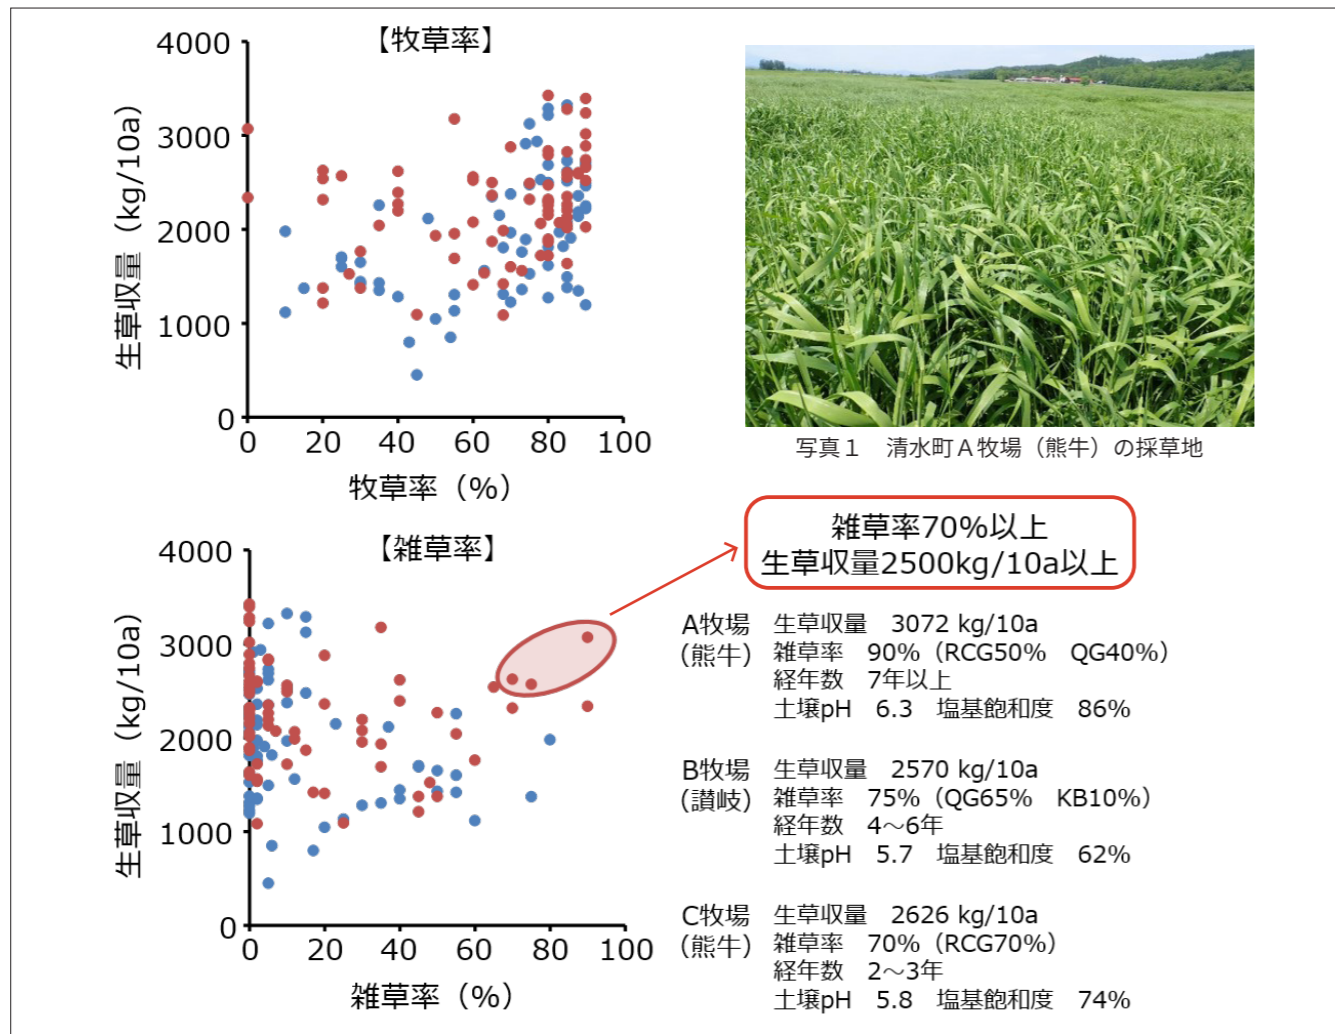 【牧草率】
4000
3000
2000
1000
0
0 20 40 60 80 100
生草収量（kg/10a）
牧草率（%）
写真１　清水町Ａ牧場（熊牛）の採草地
【雑草率】
4000
3000
2000
1000
0
0 20 40 60 80 100
生草収量（kg/10a）
雑草率（%）
雑草率70%以上
生草収量2500kg/10a以上
A牧場　生草収量　3072 kg/10a
（熊牛）雑草率　90%（RCG50%　QG40%）
経年数　7年以上
土壌pH　6.3　塩基飽和度　86%
B牧場　生草収量　2570 kg/10a
（讃岐）雑草率　75%（QG65%　KB10%）
経年数　4〜6年
土壌pH　5.7　塩基飽和度　62%
C牧場　生草収量　2626 kg/10a
（熊牛）雑草率　70%（RCG70%）
経年数　2〜3年
土壌pH　5.8　塩基飽和度　74%